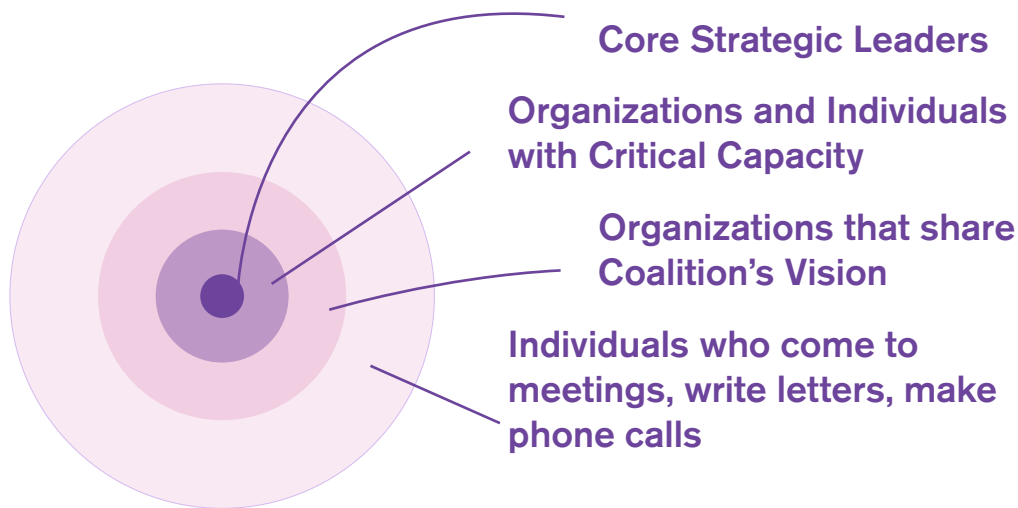 Core Strategic Leaders
Organizations and Individuals
with Critical Capacity
Organizations that share
Coalition’s Vision
Individuals who come to
meetings, write letters, make
phone calls